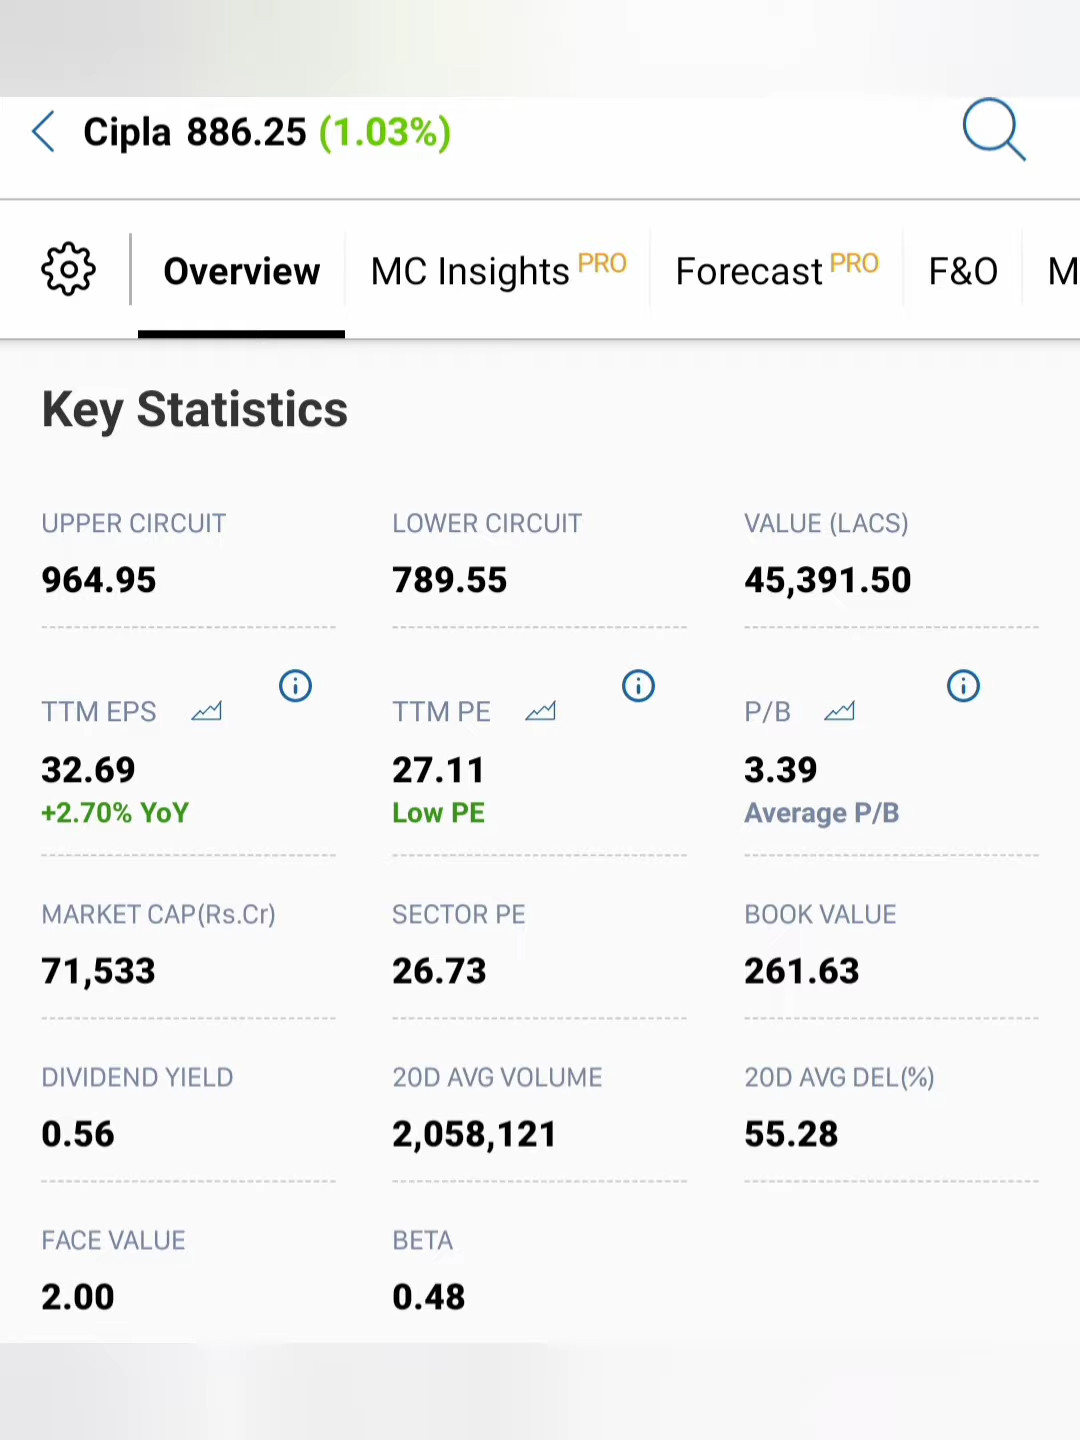 Cipla 886.25 (1.03%)
Overview MC Insights PRO Forecast PRO F&O M
Key Statistics
UPPER CIRCUIT LOWER CIRCUIT VALUE (LACS)
964.95 789.55 45,391.50
TTM EPS TTM PE P/B
32.69 27.11 3.39
+2.70% YoY Low PE Average P/B
MARKET CAP(Rs.Cr) SECTOR PE BOOK VALUE
71,533 26.73 261.63
DIVIDEND YIELD 20D AVG VOLUME 20D AVG DEL(%)
0.56 2,058,121 55.28
FACE VALUE BETA
2.00 0.48